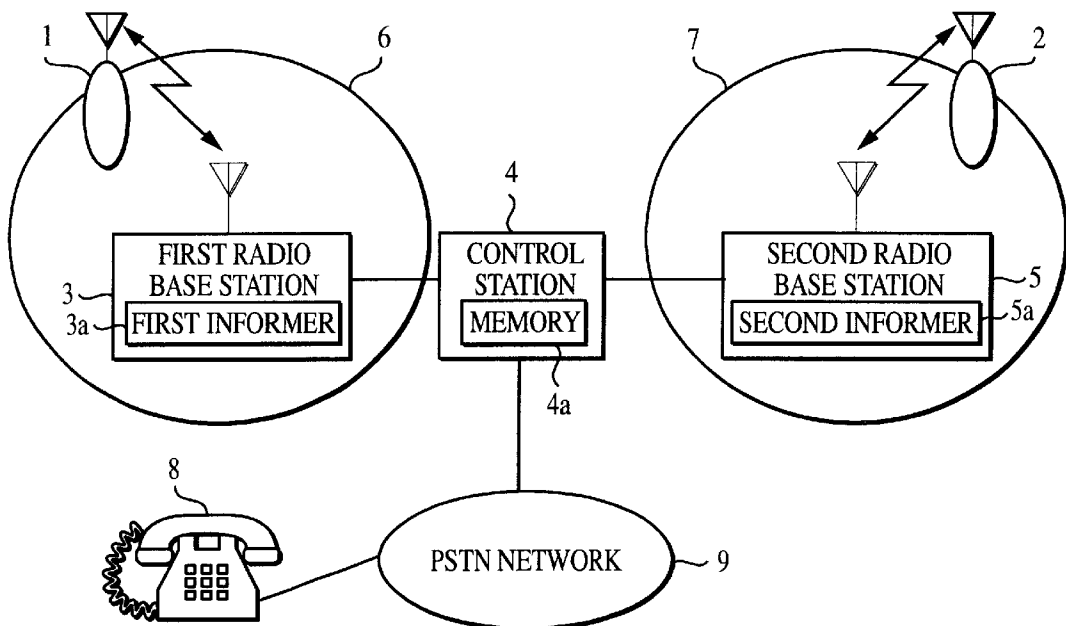 1
6
7
2
4
FIRST RADIO
BASE STATION
3
3a
FIRST INFORMER
CONTROL
STATION
MEMORY
4a
SECOND RADIO
BASE STATION
5
SECOND INFORMER
5a
8
PSTN NETWORK
9